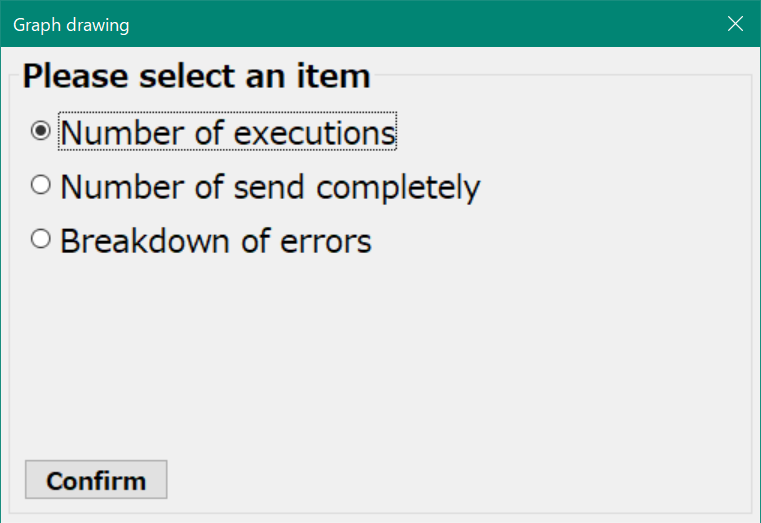 Graph drawing
Please select an item
Number of executions
Number of send completely
Breakdown of errors
Confirm